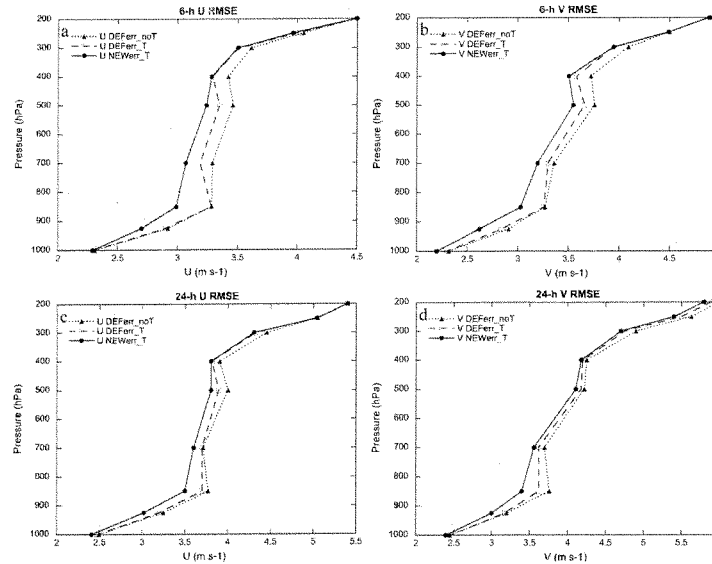 6-h U RMSE
a
U DEFerr_noT
U DEFerr_T
U NEWerr_T
Pressure (hPa)
100
200
300
400
500
600
700
800
900
1000
2
2.5
3
3.5
4
4.5
U (m s-1)
6-h V RMSE
b
V DEFerr_noT
V DEFerr_T
V NEWerr_T
Pressure (hPa)
100
200
300
400
500
600
700
800
900
1000
2
2.5
3
3.5
4
4.5
V (m s-1)
24-h U RMSE
c
U DEFerr_noT
U DEFerr_T
U NEWerr_T
Pressure (hPa)
200
300
400
500
600
700
800
900
1000
2
2.5
3
3.5
4
4.5
5
5.5
U (m s-1)
24-h V RMSE
d
V DEFerr_noT
V DEFerr_T
V NEWerr_T
Pressure (hPa)
200
300
400
500
600
700
800
900
1000
2
2.5
3
3.5
4
4.5
5
5.5
V (m s-1)